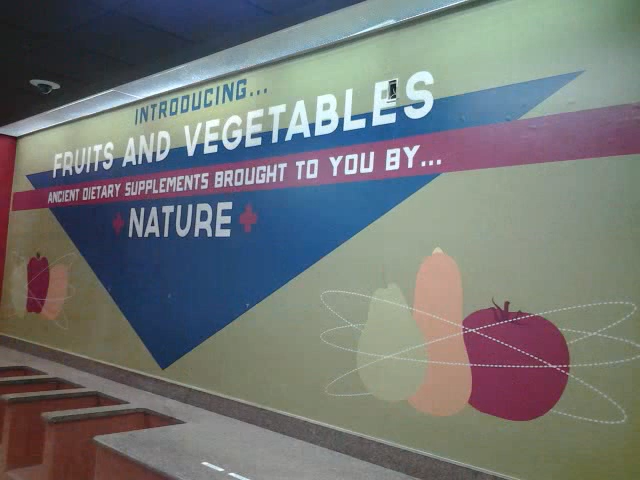 INTRODUCING...
FRUITS AND VEGETABLES
ANCIENT DIETARY SUPPLEMENTS BROUGHT TO YOU BY...
NATURE